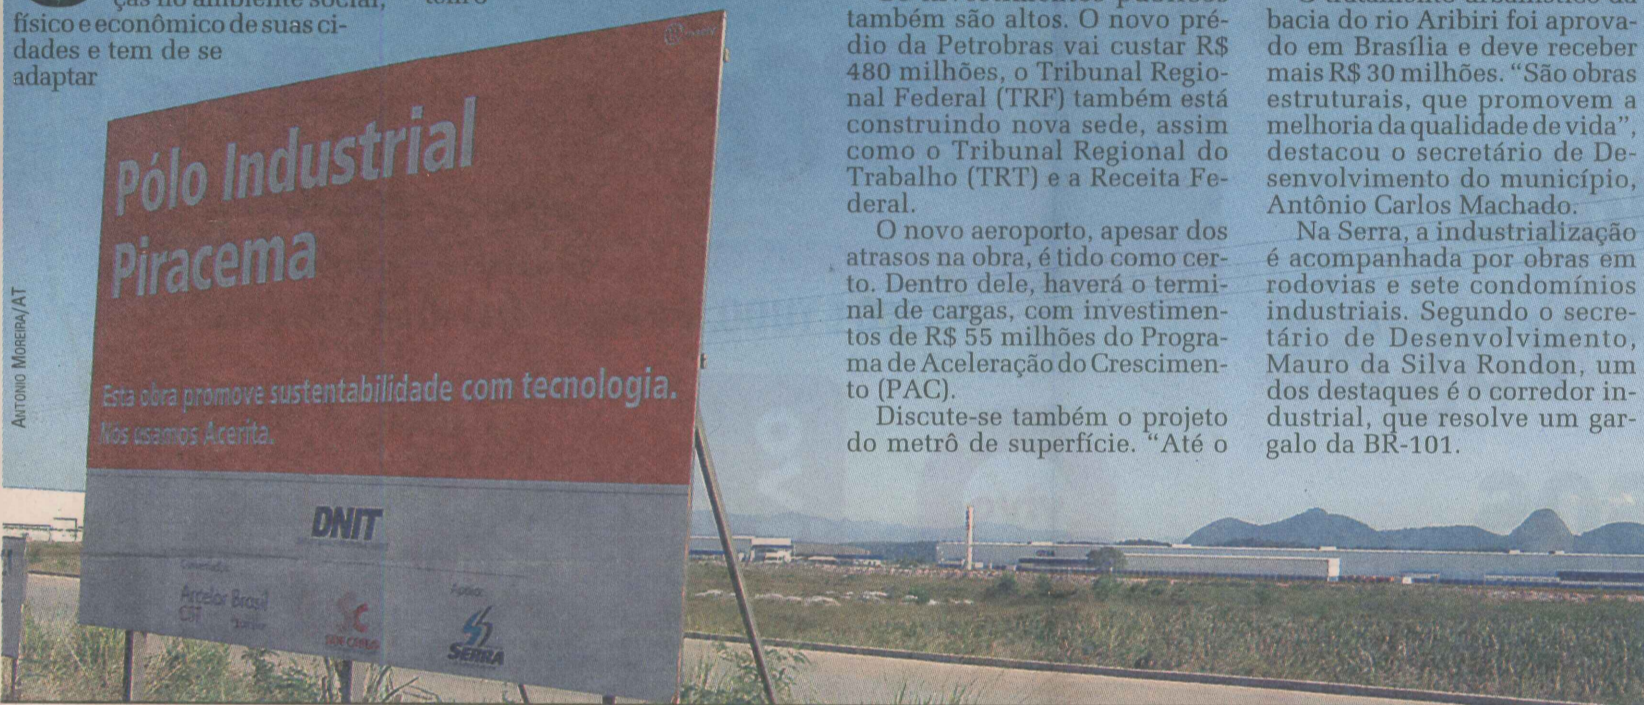 ças no ambiente social,
físico e econômico de suas ci-
dades e tem de se
adaptar
ANTONIO MOREIRA/AT
Pólo Industrial
Piracema
Esta obra promove sustentabilidade com tecnologia.
Nós usamos Acerita.
DNIT
Arcelor Brasil
CST
Apoio:
SERRA
também são altos. O novo pré-
dio da Petrobras vai custar R$
480 milhões, o Tribunal Regio-
nal Federal (TRF) também está
construindo nova sede, assim
como o Tribunal Regional do
Trabalho (TRT) e a Receita Fe-
deral.
O novo aeroporto, apesar dos
atrasos na obra, é tido como cer-
to. Dentro dele, haverá o termi-
nal de cargas, com investimen-
tos de R$ 55 milhões do Progra-
ma de Aceleração do Crescimen-
to (PAC).
Discute-se também o projeto
do metrô de superfície. “Até o
bacia do rio Aribiri foi aprova-
do em Brasília e deve receber
mais R$ 30 milhões. “São obras
estruturais, que promovem a
melhoria da qualidade de vida”,
destacou o secretário de De-
senvolvimento do município,
Antônio Carlos Machado.
Na Serra, a industrialização
é acompanhada por obras em
rodovias e sete condomínios
industriais. Segundo o secre-
tário de Desenvolvimento,
Mauro da Silva Rondon, um
dos destaques é o corredor in-
dustrial, que resolve um gar-
galo da BR-101.